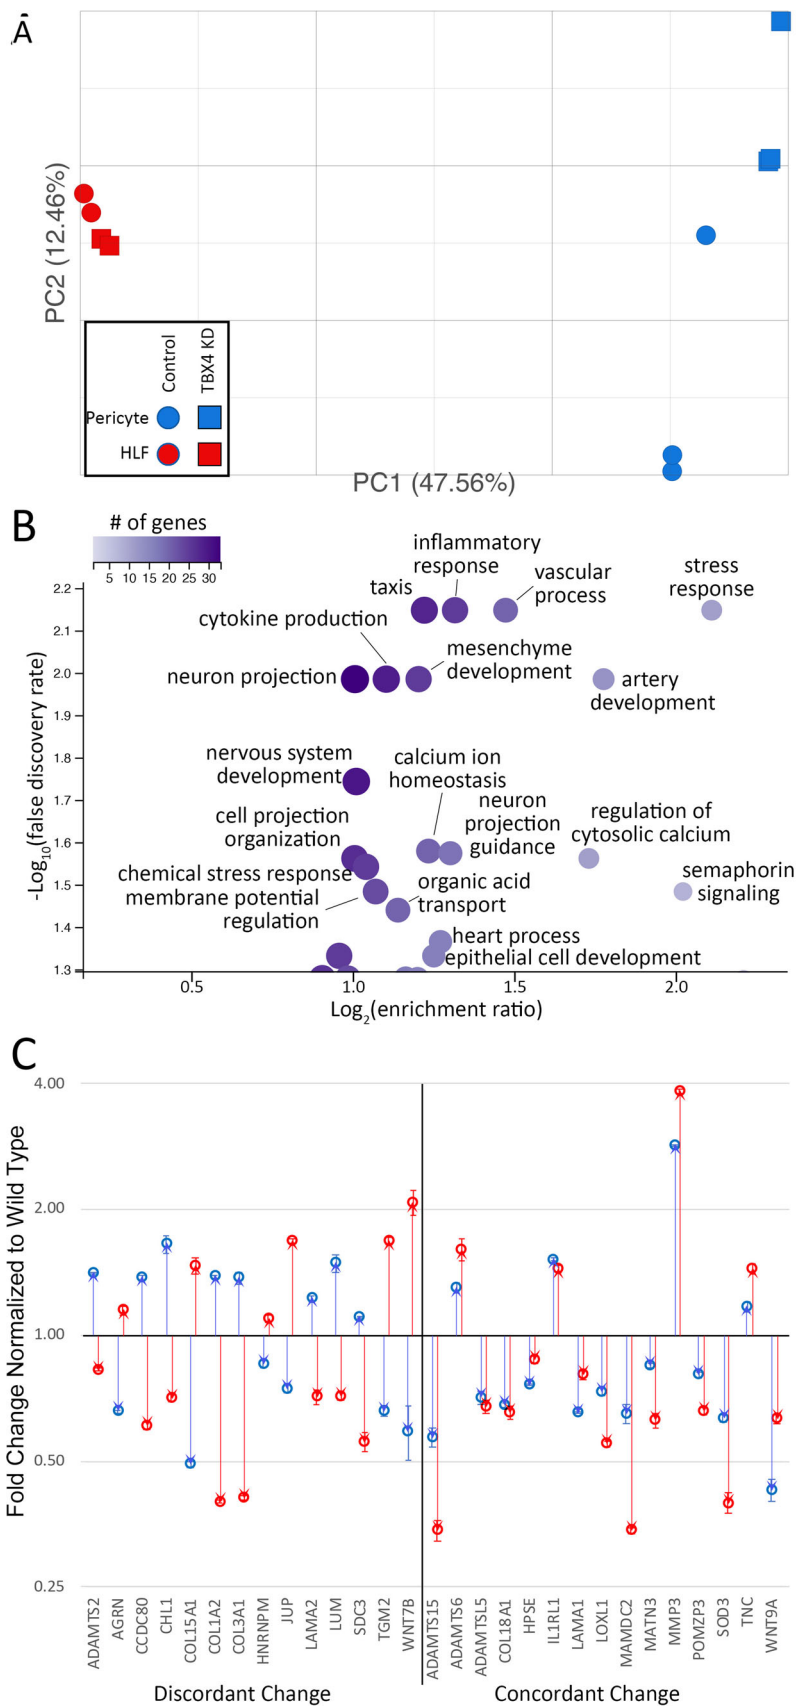 A
PC2 (12.46%)
Control
TBX4 KD
Pericyte
HLF
PC1 (47.56%)
B
# of genes
5 10 15 20 25 30
inflammatory
response
taxis
vascular
process
stress
response
cytokine production
mesenchyme
development
neuron projection
artery
development
nervous system
development
calcium ion
homeostasis
cell projection
organization
neuron
projection
guidance
regulation of
cytosolic calcium
chemical stress response
membrane potential
regulation
organic acid
transport
semaphorin
signaling
heart process
epithelial cell development
-Log10(false discovery rate)
2.2
2.1
2.0
1.9
1.8
1.7
1.6
1.5
1.4
1.3
0.5 1.0 1.5 2.0
Log2(enrichment ratio)
C
Fold Change Normalized to Wild Type
4.00
2.00
1.00
0.50
0.25
ADAMTS2
AGRN
CCDC80
CHL1
COL15A1
COL1A2
COL3A1
HNRNPM
JUP
LAMA2
LUM
SDC3
TGM2
WNT7B
ADAMTS15
ADAMTS6
ADAMTSL5
COL18A1
HPSE
IL1RL1
LAMA1
LOXL1
MAMDC2
MATN3
MMP3
POMZP3
SOD3
TNC
WNT9A
Discordant Change
Concordant Change